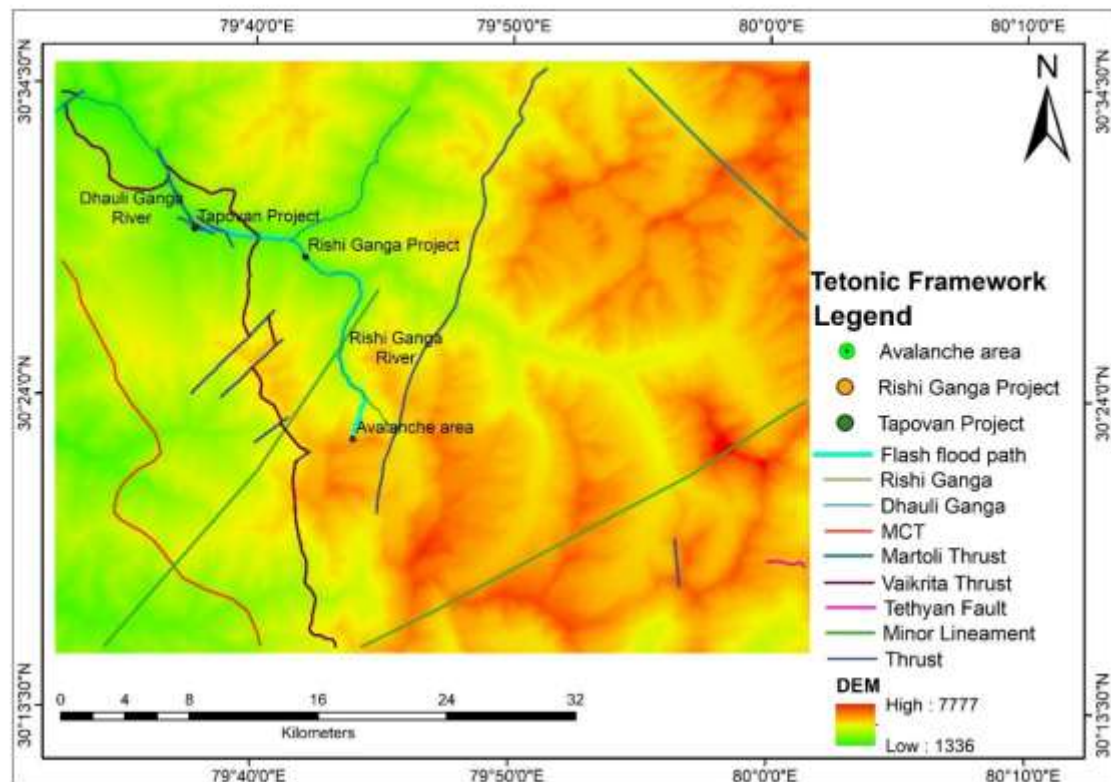 79°40'0"E 79°50'0"E 80°0'0"E 80°10'0"E
30°34'30"N
30°34'30"N
N
Dhauli Ganga
River
Tapovan Project
Rishi Ganga Project
Rishi Ganga
River
Avalanche area
30°24'0"N
30°24'0"N
Tetonic Framework
Legend
Avalanche area
Rishi Ganga Project
Tapovan Project
Flash flood path
Rishi Ganga
Dhauli Ganga
MCT
Martoli Thrust
Vaikrita Thrust
Tethyan Fault
Minor Lineament
Thrust
DEM
High : 7777
Low : 1336
30°13'30"N
30°13'30"N
0 4 8 16 24 32
Kilometers
79°40'0"E 79°50'0"E 80°0'0"E 80°10'0"E